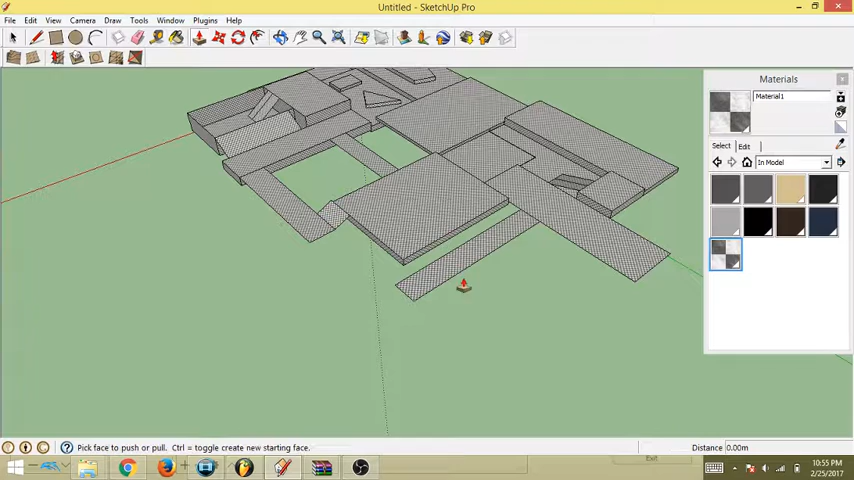 Untitled - SketchUp Pro
File Edit View Camera Draw Tools Window Plugins Help
Materials
Material1
Select Edit
In Model
Pick face to push or pull. Ctrl = toggle create new starting face.
Distance 0.00m
Exit
10:55 PM
2/25/2017